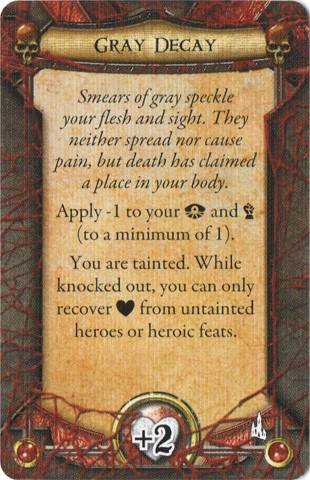 GRAY DECAY
Smears of gray speckle
your flesh and sight. They
neither spread nor cause
pain, but death has claimed
a place in your body.
Apply -1 to your and
(to a minimum of 1).
You are tainted. While
knocked out, you can only
recover ♥ from untainted
heroes or heroic feats.
+2